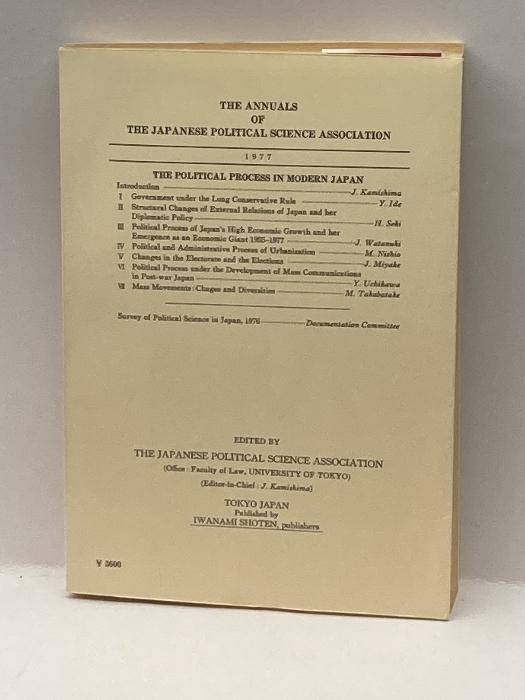 THE ANNUALS
OF
THE JAPANESE POLITICAL SCIENCE ASSOCIATION
1977
THE POLITICAL PROCESS IN MODERN JAPAN
Introduction J. Kamishima
I Government under the Long Conservative Rule Y. Ide
II Structural Changes of External Relations of Japan and her
Diplomatic Policy H. Seki
III Political Process of Japan's High Economic Growth and her
Emergence as an Economic Giant 1955-1977 J. Watanuki
IV Political and Administrative Process of Urbanization M. Nishio
V Changes in the Electorate and the Elections J. Miyake
VI Political Process under the Development of Mass Communications
in Post-war Japan Y. Uchikawa
VII Mass Movements: Chages and Diversities M. Takabatake
Survey of Political Science in Japan, 1976 Documentation Committee
EDITED BY
THE JAPANESE POLITICAL SCIENCE ASSOCIATION
(Office: Faculty of Law, UNIVERSITY OF TOKYO)
(Editor-in-Chief: J. Kamishima)
TOKYO JAPAN
Published by
IWANAMI SHOTEN, publishers
¥ 3600